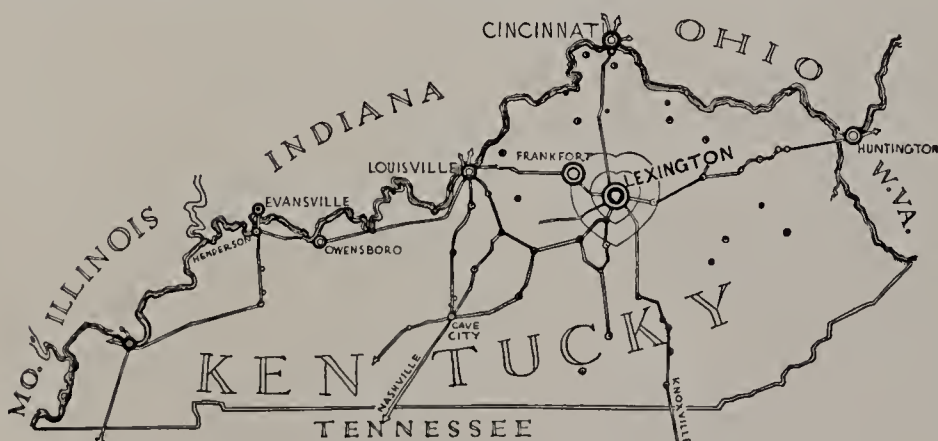 CINCINNATI
OHIO
INDIANA
LOUISVILLE
FRANKFORT
LEXINGTON
HUNTINGTON
W.VA.
ILLINOIS
EVANSVILLE
HENDERSON
OWENSBORO
MO.
KENTUCKY
CAVE
CITY
NASHVILLE
KNOXVILLE
TENNESSEE